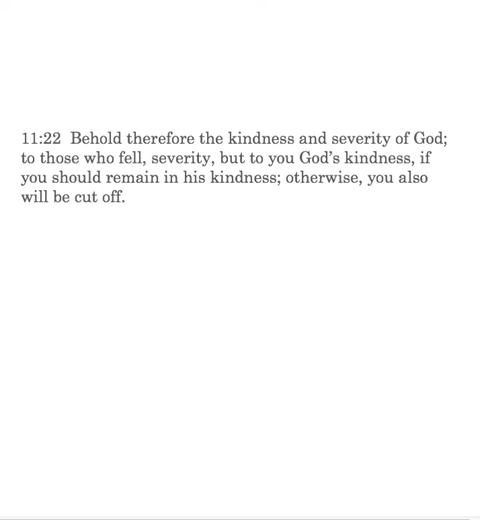 11:22  Behold therefore the kindness and severity of God;
to those who fell, severity, but to you God’s kindness, if
you should remain in his kindness; otherwise, you also
will be cut off.